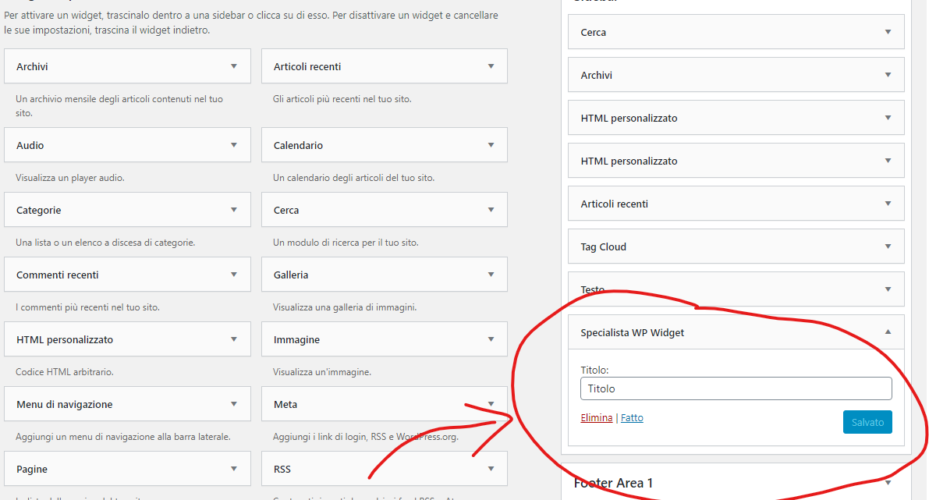 Per attivare un widget, trascinalo dentro a una sidebar o clicca su di esso. Per disattivare un widget e cancellare
le sue impostazioni, trascina il widget indietro.
Archivi
Articoli recenti
Un archivio mensile degli articoli contenuti nel tuo
sito.
Gli articoli più recenti nel tuo sito.
Audio
Calendario
Visualizza un player audio.
Un calendario degli articoli del tuo sito.
Categorie
Cerca
Una lista o un elenco a discesa di categorie.
Un modulo di ricerca per il tuo sito.
Commenti recenti
Galleria
I commenti più recenti nel tuo sito.
Visualizza una galleria di immagini.
HTML personalizzato
Immagine
Codice HTML arbitrario.
Visualizza un'immagine.
Menu di navigazione
Meta
Aggiungi un menu di navigazione alla barra laterale.
Aggiungi i link di login, RSS e WordPress.org.
Pagine
RSS
Cerca
Archivi
HTML personalizzato
HTML personalizzato
Articoli recenti
Tag Cloud
Testo
Specialista WP Widget
Titolo:
Titolo
Elimina | Fatto
Salvato
Footer Area 1